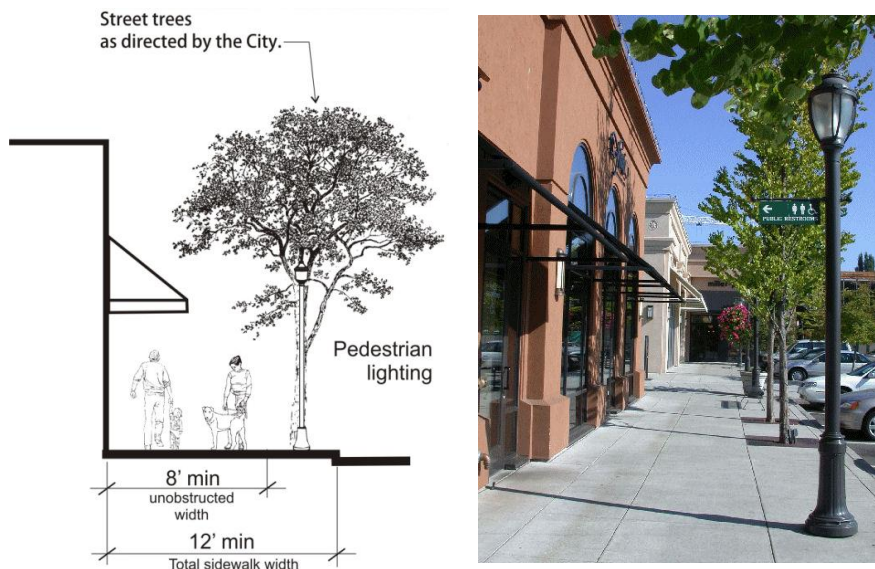 Street trees
as directed by the City.
Pedestrian
lighting
8' min
unobstructed
width
12' min
Total sidewalk width
PUBLIC RESTROOM